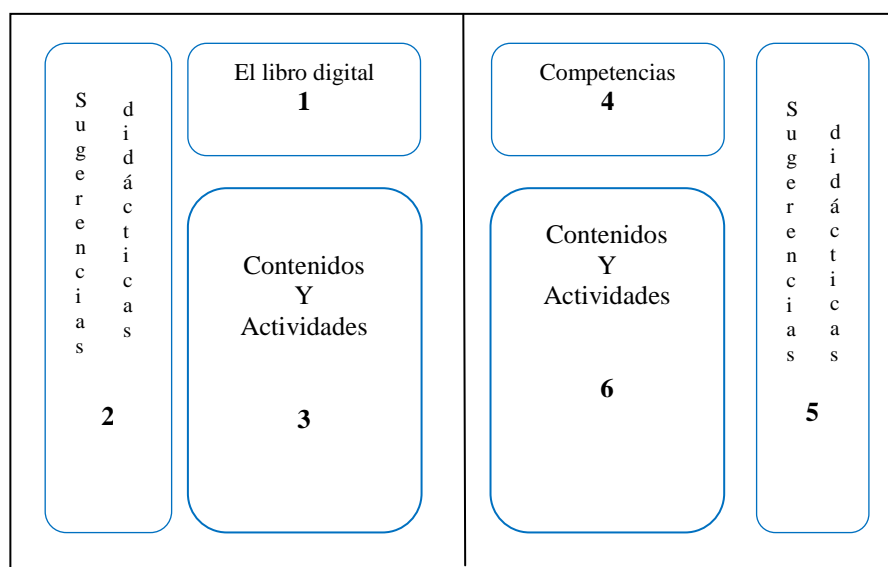 Sugerencias
didácticas
2
El libro digital
1
Contenidos
Y
Actividades
3
Competencias
4
Contenidos
Y
Actividades
6
Sugerencias
didácticas
5